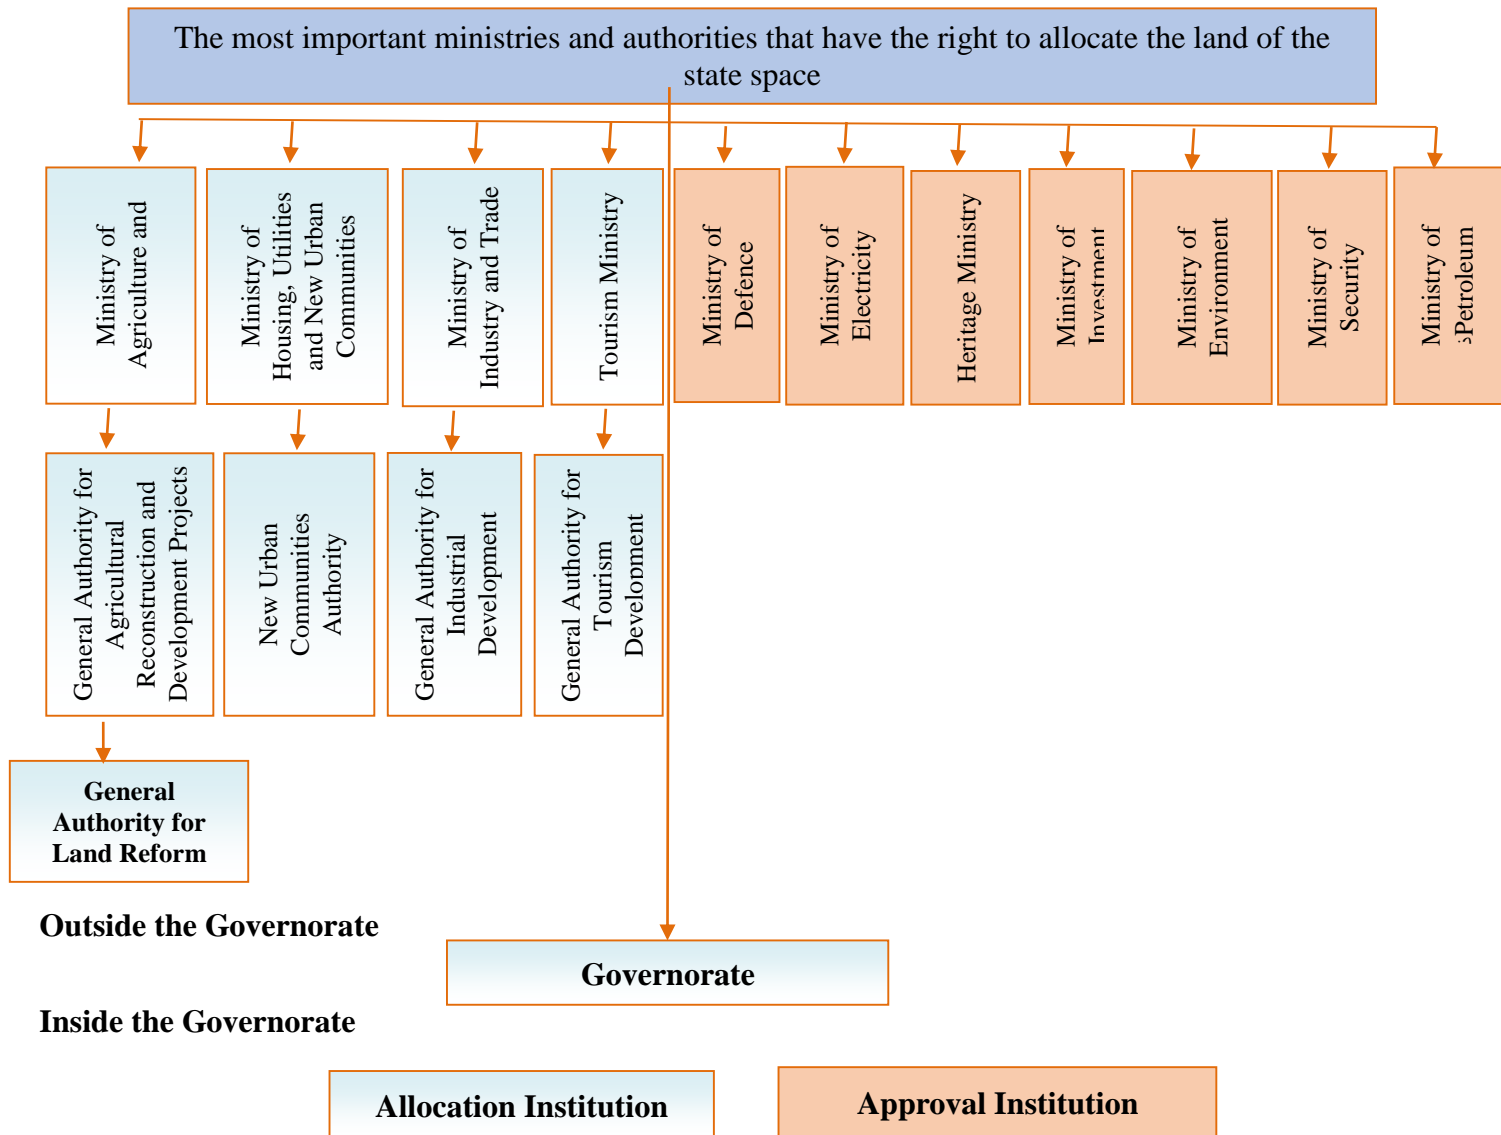 The most important ministries and authorities that have the right to allocate the land of the
state space
Ministry of
Agriculture and
Ministry of
Housing, Utilities
and New Urban
Communities
Ministry of
Industry and Trade
Tourism Ministry
Ministry of
Defence
Ministry of
Electricity
Heritage Ministry
Ministry of
Investment
Ministry of
Environment
Ministry of
Security
Ministry of
Petroleum
General Authority for
Agricultural
Reconstruction and
Development Projects
New Urban
Communities
Authority
General Authority for
Industrial
Development
General Authority for
Tourism
Development
General
Authority for
Land Reform
Outside the Governorate
Governorate
Inside the Governorate
Allocation Institution
Approval Institution